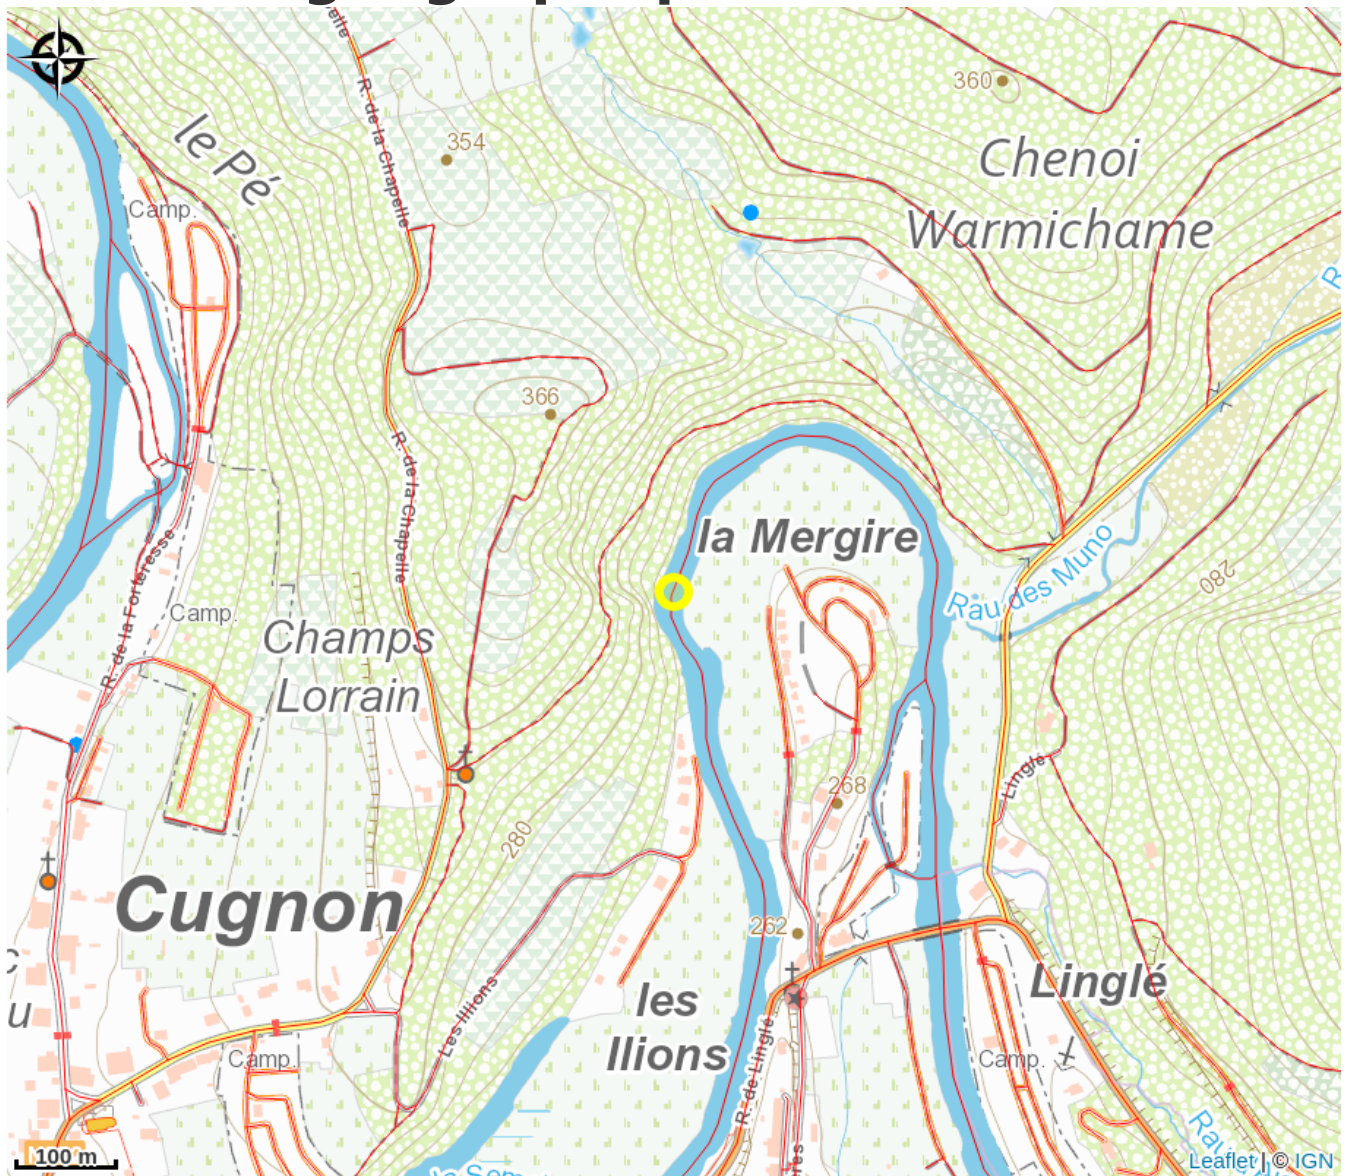 R. de la Chapelle
354
360
le Pé
Camp.
Chenoi
Warmichame
366
R. de la Chapelle
la Mergire
R. de la Forteresse
Camp.
Rau des Muno
280
Champs
Lorrain
Linglé
268
280
Cugnon
262
Les Illions
les
Illions
Linglé
R. de Linglé
Camp.
Camp.
100 m
Leaflet | © IGN